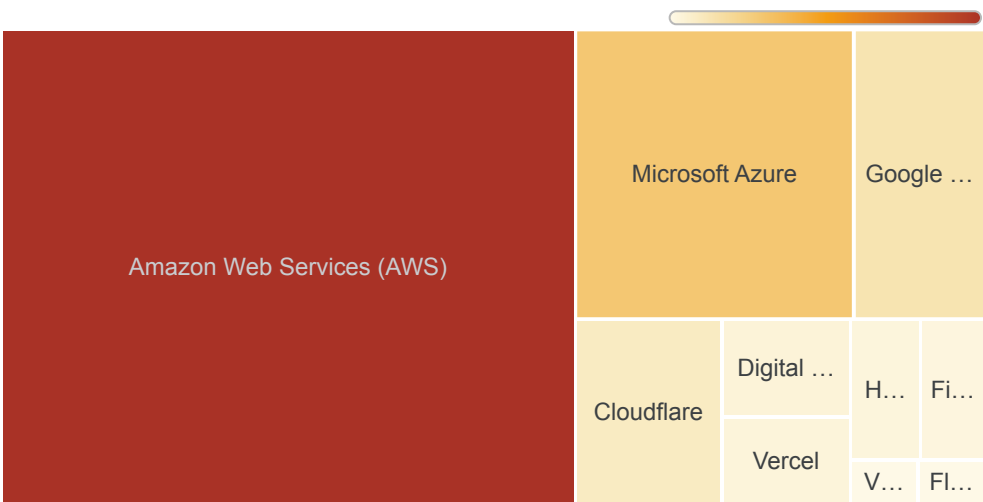 Amazon Web Services (AWS)
Microsoft Azure
Google …
Cloudflare
Digital …
Vercel
H…
Fi…
V…
Fl…